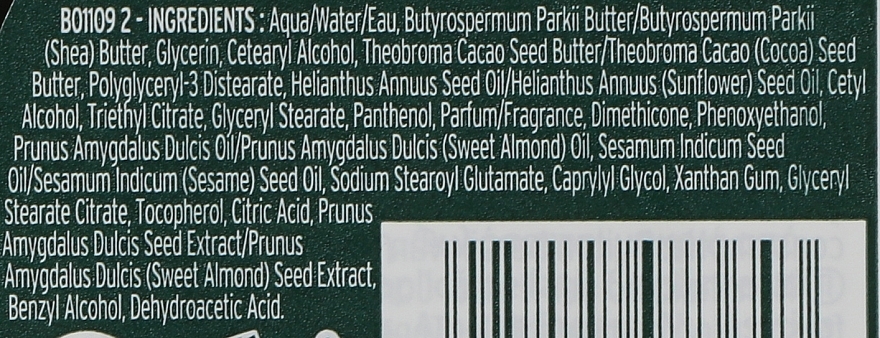 B01109 2 - INGREDIENTS : Aqua/Water/Eau, Butyrospermum Parkii Butter/Butyrospermum Parkii
(Shea) Butter, Glycerin, Cetearyl Alcohol, Theobroma Cacao Seed Butter/Theobroma Cacao (Cocoa) Seed
Butter, Polyglyceryl-3 Distearate, Helianthus Annuus Seed Oil/Helianthus Annuus (Sunflower) Seed Oil, Cetyl
Alcohol, Triethyl Citrate, Glyceryl Stearate, Panthenol, Parfum/Fragrance, Dimethicone, Phenoxyethanol,
Prunus Amygdalus Dulcis Oil/Prunus Amygdalus Dulcis (Sweet Almond) Oil, Sesamum Indicum Seed
Oil/Sesamum Indicum (Sesame) Seed Oil, Sodium Stearoyl Glutamate, Caprylyl Glycol, Xanthan Gum, Glyceryl
Stearate Citrate, Tocopherol, Citric Acid, Prunus
Amygdalus Dulcis Seed Extract/Prunus
Amygdalus Dulcis (Sweet Almond) Seed Extract,
Benzyl Alcohol, Dehydroacetic Acid.